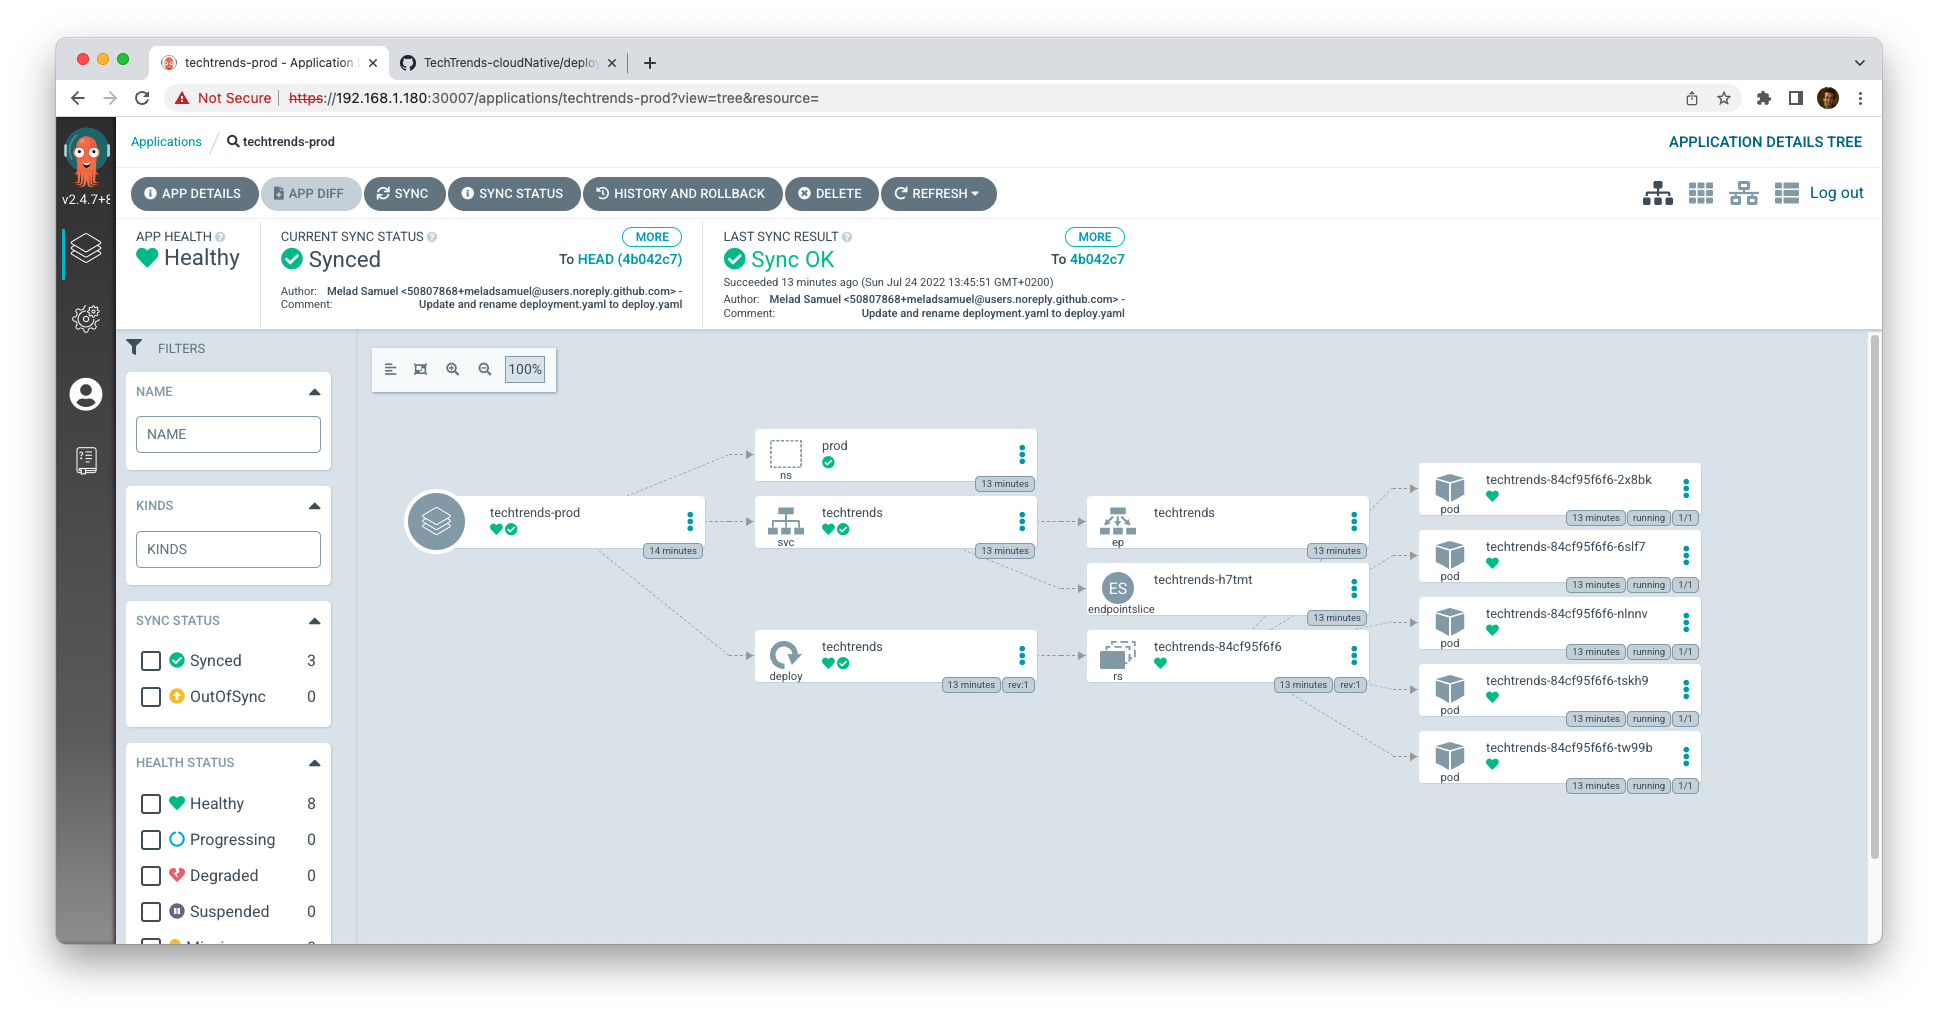 techtrends-prod - Application
TechTrends-cloudNative/deplo
Not Secure
https://192.168.1.180:30007/applications/techtrends-prod?view=tree&resource=
v2.4.7+8
Applications / techtrends-prod
APPLICATION DETAILS TREE
APP DETAILS
APP DIFF
SYNC
SYNC STATUS
HISTORY AND ROLLBACK
DELETE
REFRESH
Log out
APP HEALTH
Healthy
CURRENT SYNC STATUS
MORE
Synced
To HEAD (4b042c7)
Author: Melad Samuel <50807868+meladsamuel@users.noreply.github.com> -
Comment: Update and rename deployment.yaml to deploy.yaml
LAST SYNC RESULT
MORE
Sync OK
To 4b042c7
Succeeded 13 minutes ago (Sun Jul 24 2022 13:45:51 GMT+0200)
Author: Melad Samuel <50807868+meladsamuel@users.noreply.github.com> -
Comment: Update and rename deployment.yaml to deploy.yaml
FILTERS
NAME
NAME
KINDS
KINDS
SYNC STATUS
Synced 3
OutOfSync 0
HEALTH STATUS
Healthy 8
Progressing 0
Degraded 0
Suspended 0
100%
techtrends-prod
14 minutes
prod
ns
13 minutes
techtrends
svc
13 minutes
techtrends
deploy
13 minutes rev:1
techtrends
ep
13 minutes
ES
techtrends-h7tmt
endpointslice
13 minutes
techtrends-84cf95f6f6
rs
13 minutes rev:1
techtrends-84cf95f6f6-2x8bk
pod
13 minutes running 1/1
techtrends-84cf95f6f6-6slf7
pod
13 minutes running 1/1
techtrends-84cf95f6f6-nlnnv
pod
13 minutes running 1/1
techtrends-84cf95f6f6-tskh9
pod
13 minutes running 1/1
techtrends-84cf95f6f6-tw99b
pod
13 minutes running 1/1